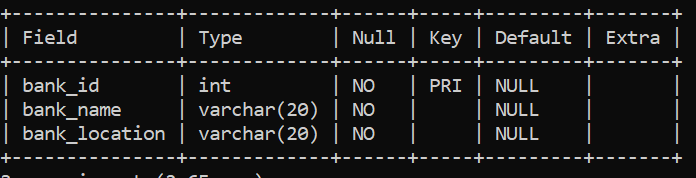 +---------------+-------------+------+-----+---------+-------+
| Field         | Type        | Null | Key | Default | Extra |
+---------------+-------------+------+-----+---------+-------+
| bank_id       | int         | NO   | PRI | NULL    |       |
| bank_name     | varchar(20) | NO   |     | NULL    |       |
| bank_location | varchar(20) | NO   |     | NULL    |       |
+---------------+-------------+------+-----+---------+-------+